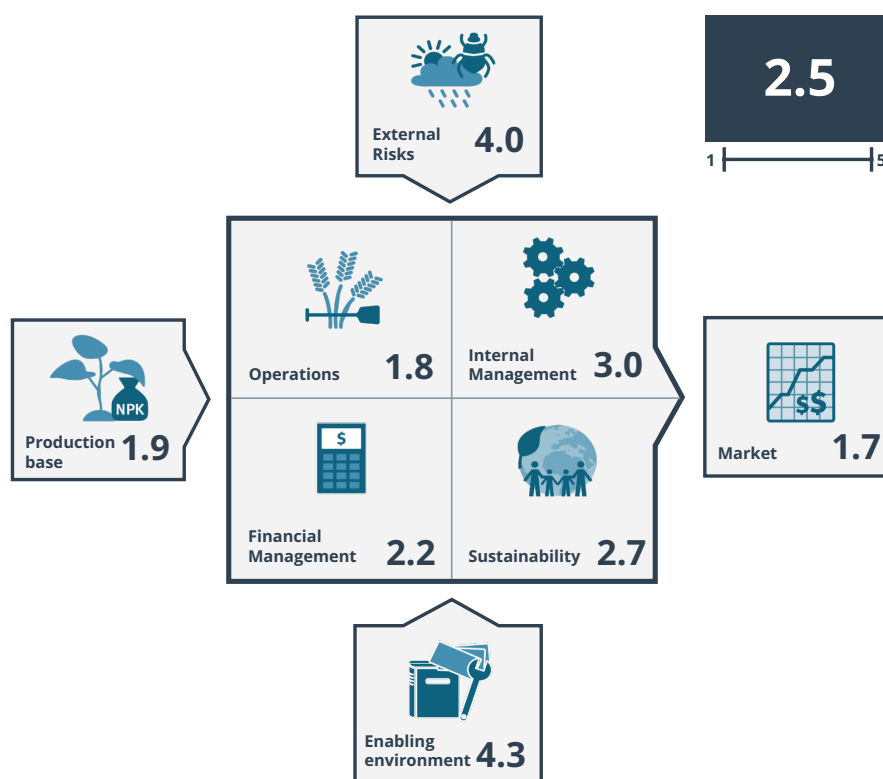 2.5
1 5
External
Risks 4.0
Operations 1.8
Internal
Management 3.0
NPK
Production
base 1.9
$
Financial
Management 2.2
Sustainability 2.7
$$
Market 1.7
Enabling
environment 4.3